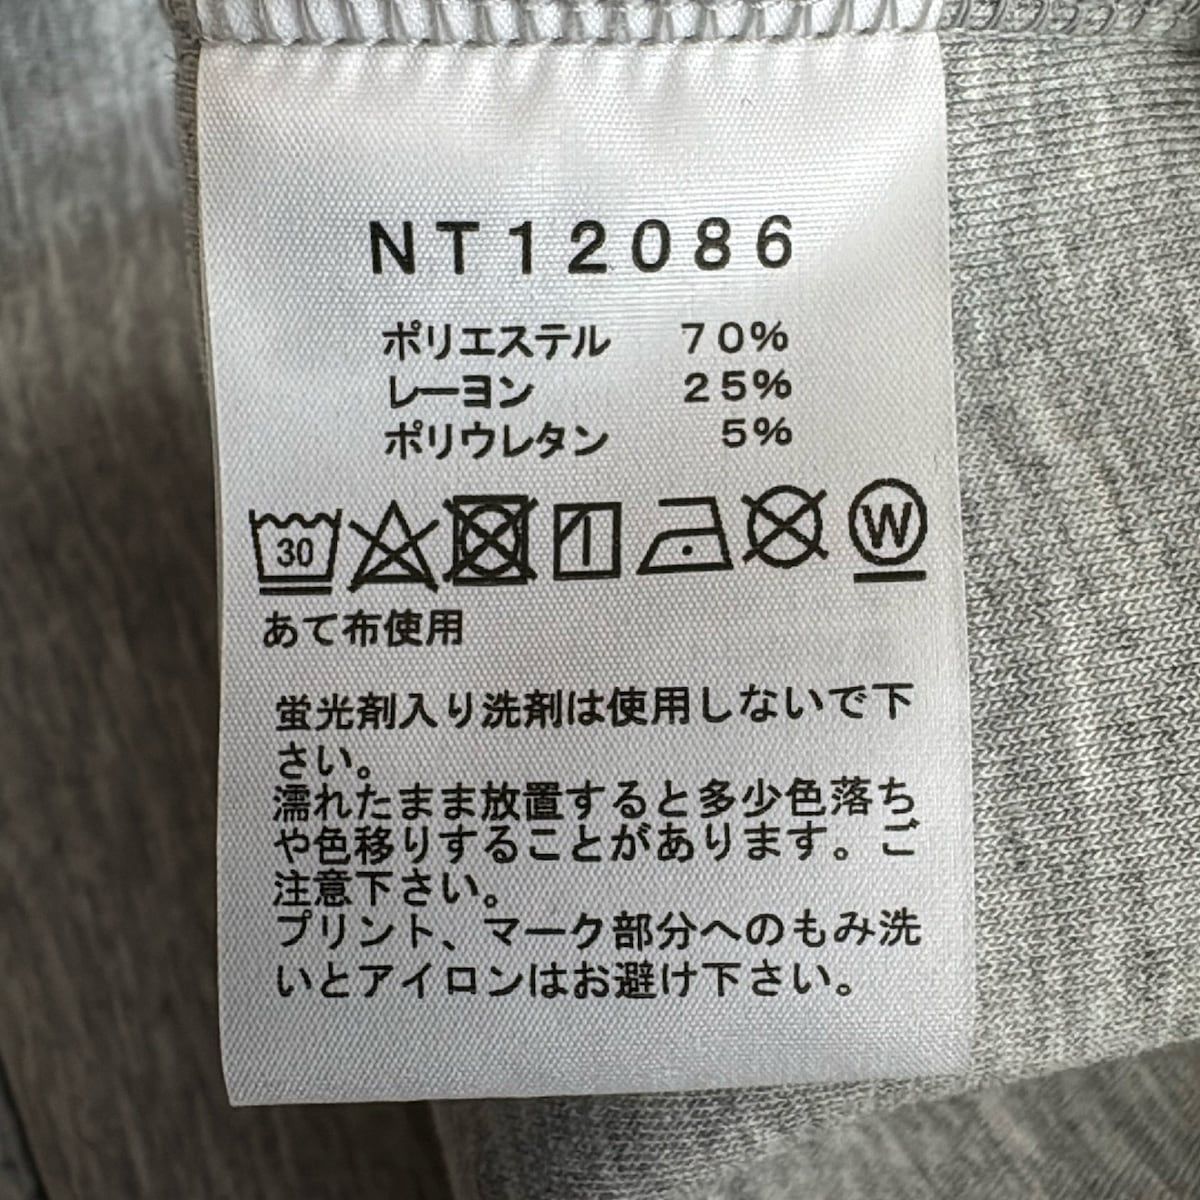 NT12086
ポリエステル 70%
レーヨン 25%
ポリウレタン 5%
30 W
あて布使用
蛍光剤入り洗剤は使用しないで下
さい。
濡れたまま放置すると多少色落ち
や色移りすることがあります。ご
注意下さい。
プリント、マーク部分へのもみ洗
いとアイロンはお避け下さい。